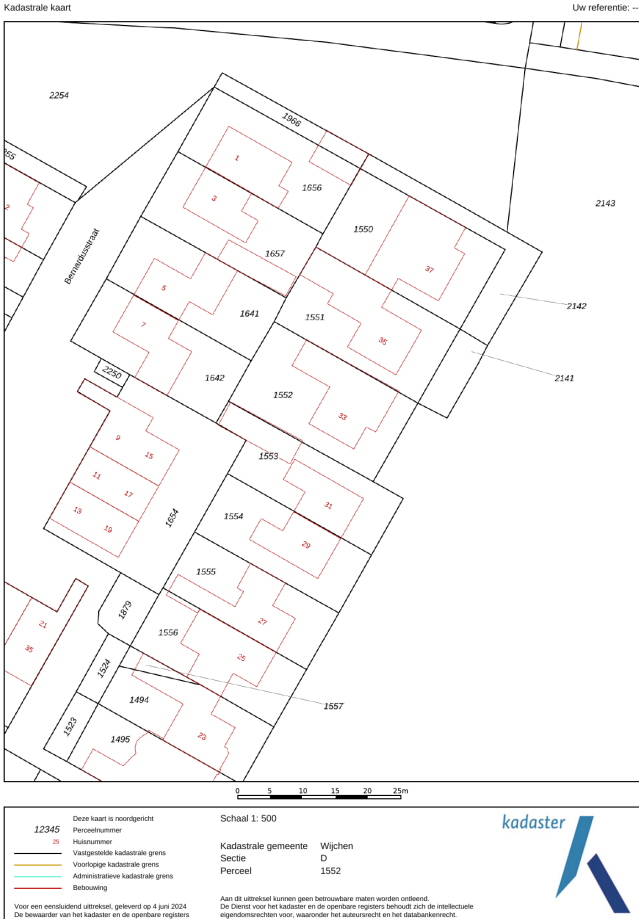 Kadastrale kaart
Uw referentie: --
2254
1966
1
1656
3
2143
1550
1657
37
Bernardusstraat
2
5
2142
1641
1551
7
35
2141
2250
1642
1552
33
9
15
1553
11
17
31
13
19
1654
1554
29
1555
1879
27
21
1556
25
35
1524
1494
1557
1523
1495
23
0 5 10 15 20 25m
Deze kaart is noordgericht
12345 Perceelnummer
25 Huisnummer
Vastgestelde kadastrale grens
Voorlopige kadastrale grens
Administratieve kadastrale grens
Bebouwing
Voor een eensluidend uittreksel, geleverd op 4 juni 2024
De bewaarder van het kadaster en de openbare registers
Schaal 1: 500
Kadastrale gemeente Wijchen
Sectie D
Perceel 1552
Aan dit uittreksel kunnen geen betrouwbare maten worden ontleend.
De Dienst voor het kadaster en de openbare registers behoudt zich de intellectuele
eigendomsrechten voor, waaronder het auteursrecht en het databankenrecht.
kadaster